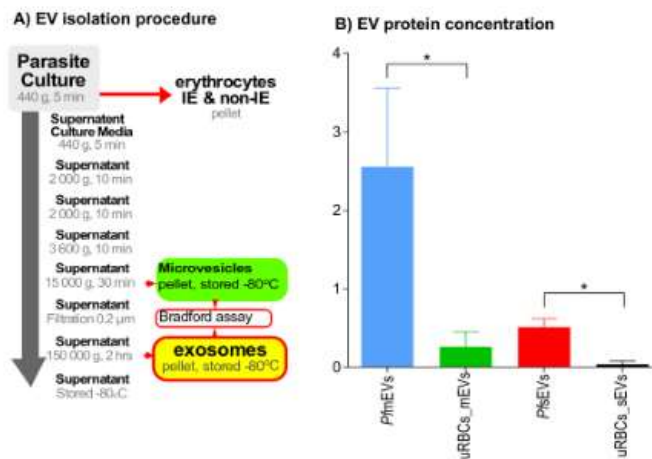 A) EV isolation procedure
Parasite
Culture
440 g, 5 min
erythrocytes
IE & non-IE
pellet
Supernatent
Culture Media
440 g, 5 min
Supernatant
2 000 g, 10 min
Supernatant
2 000 g, 10 min
Supernatant
3 600 g, 10 min
Supernatant
15 000 g, 30 min
Microvesicles
pellet, stored -80ºC
Supernatant
Filtration 0.2 µm
Bradford assay
Supernatant
150 000 g, 2 hrs
exosomes
pellet, stored -80ºC
Supernatant
Stored -80ºC
B) EV protein concentration
4
3
2
1
0
*
*
PfmEVs
uRBCs_mEVs
PfsEVs
uRBCs_sEVs